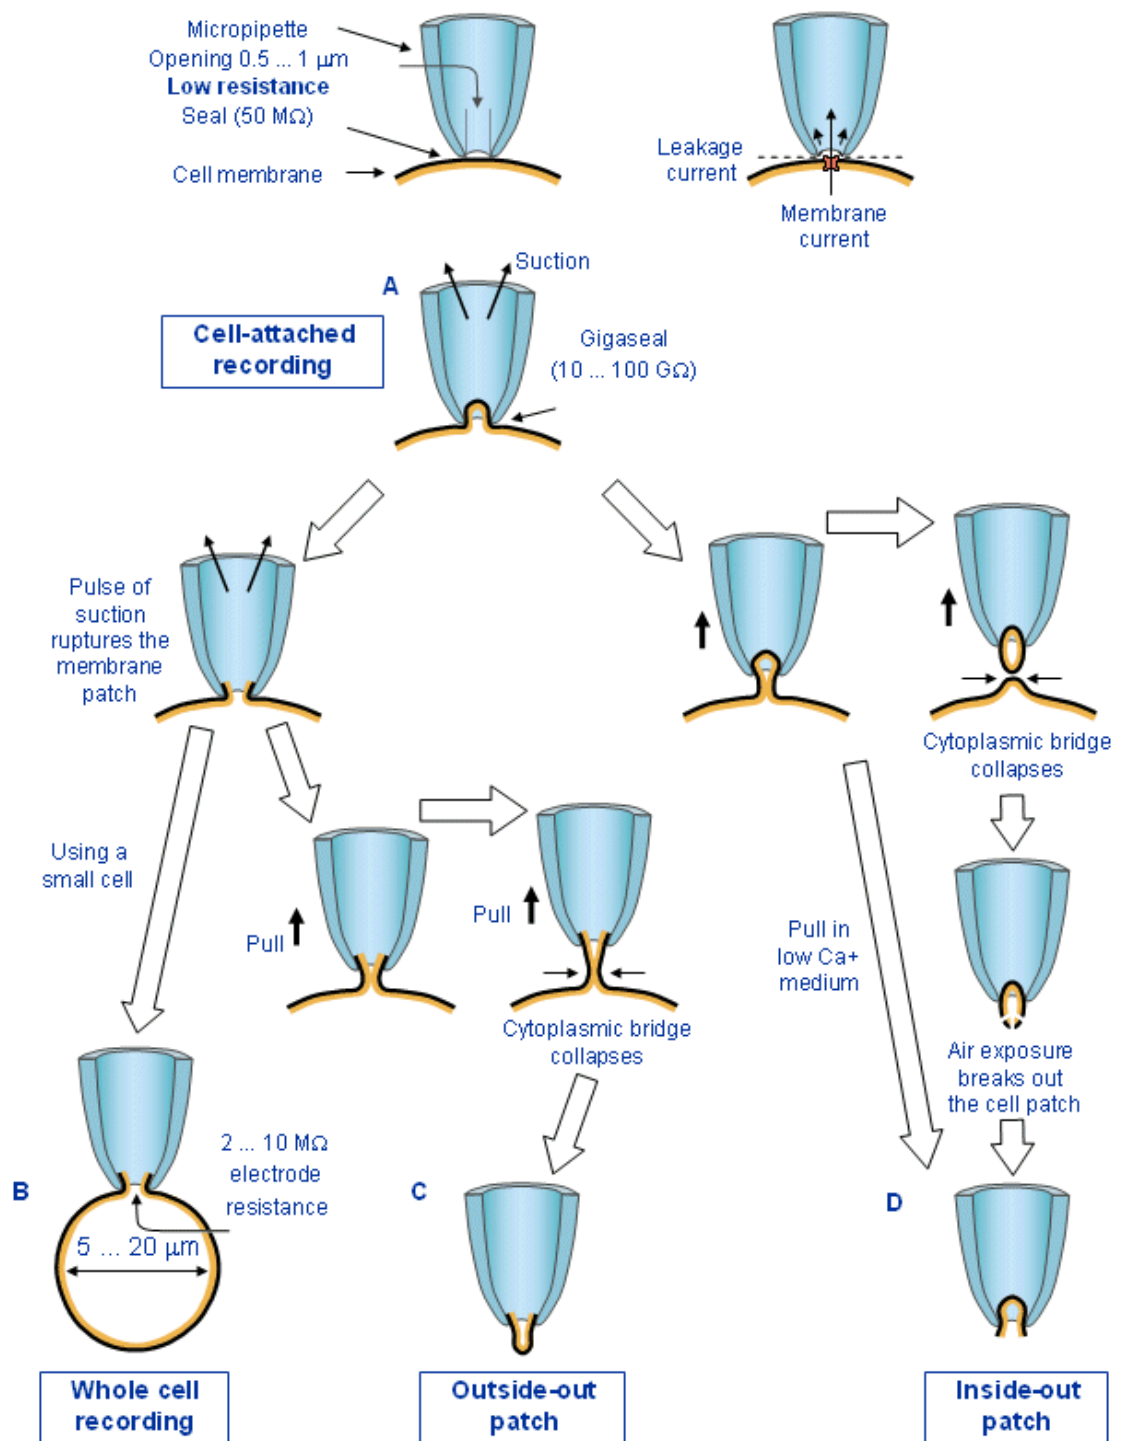 Micropipette
Opening 0.5 ... 1 μm
Low resistance
Seal (50 MΩ)
Cell membrane
Leakage
current
Membrane
current
A
Suction
Cell-attached
recording
Gigaseal
(10 ... 100 GΩ)
Pulse of
suction
ruptures the
membrane
patch
Cytoplasmic bridge
collapses
Using a
small cell
Pull
Pull
Cytoplasmic bridge
collapses
Pull in
low Ca+
medium
Air exposure
breaks out
the cell patch
B
2 ... 10 MΩ
electrode
resistance
5 ... 20 μm
C
D
Whole cell
recording
Outside-out
patch
Inside-out
patch